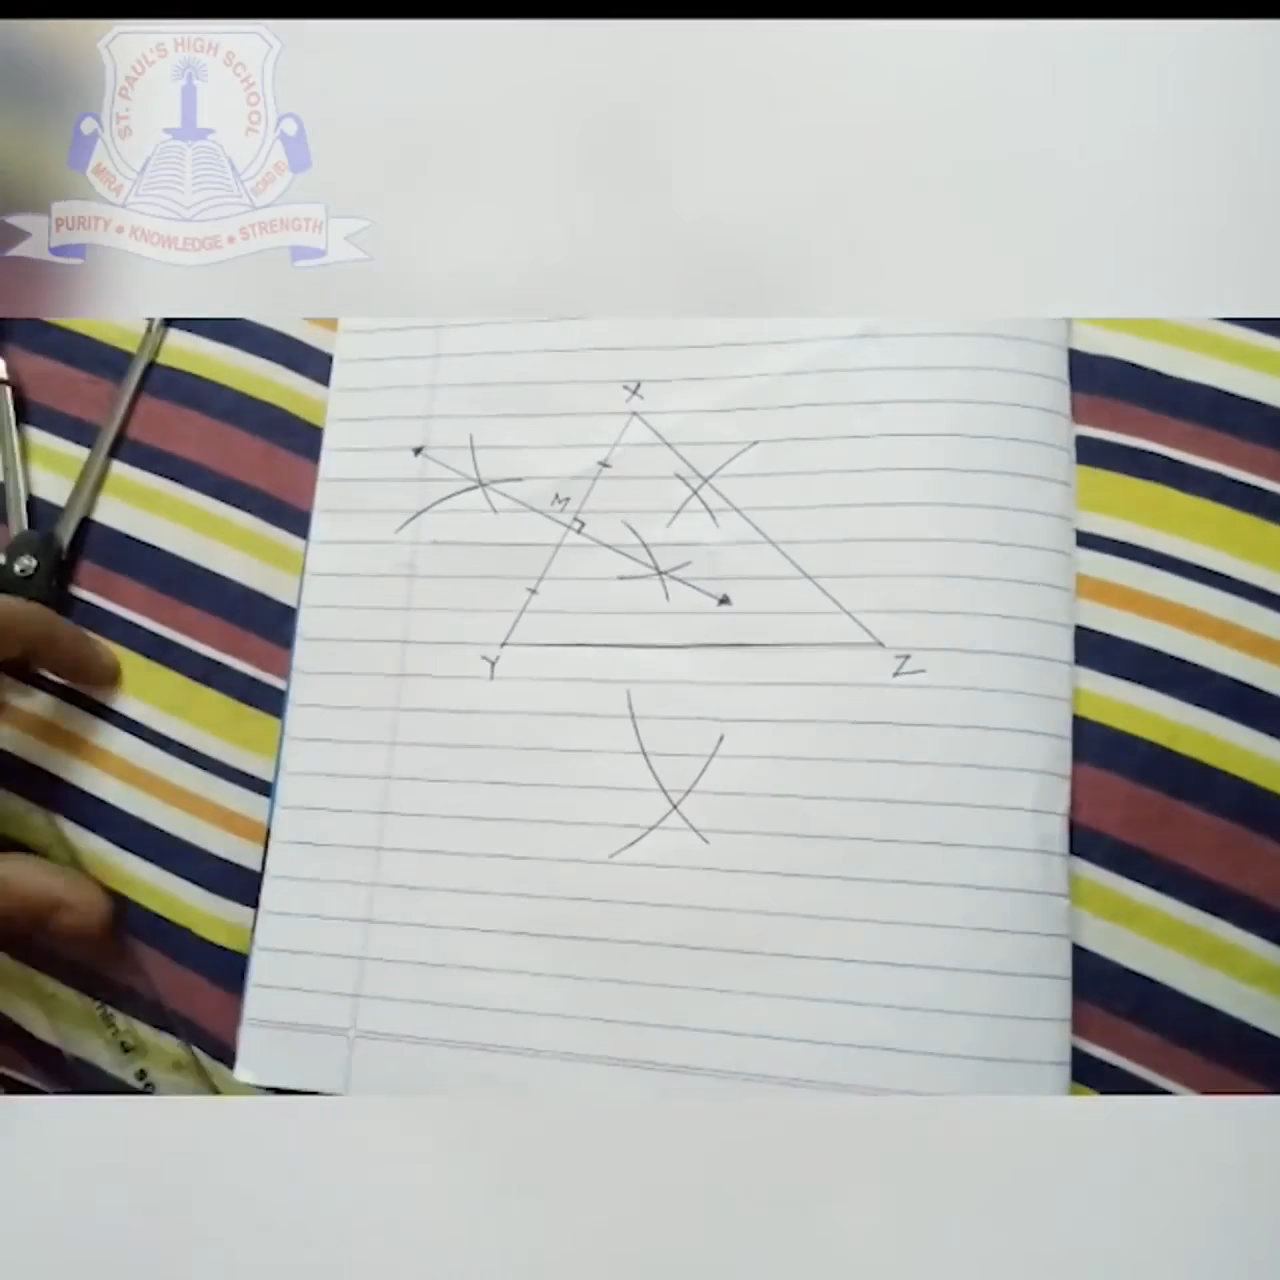 ST. PAUL'S HIGH SCHOOL
MIRA ROAD (E)
PURITY • KNOWLEDGE • STRENGTH
X
M
Y
Z